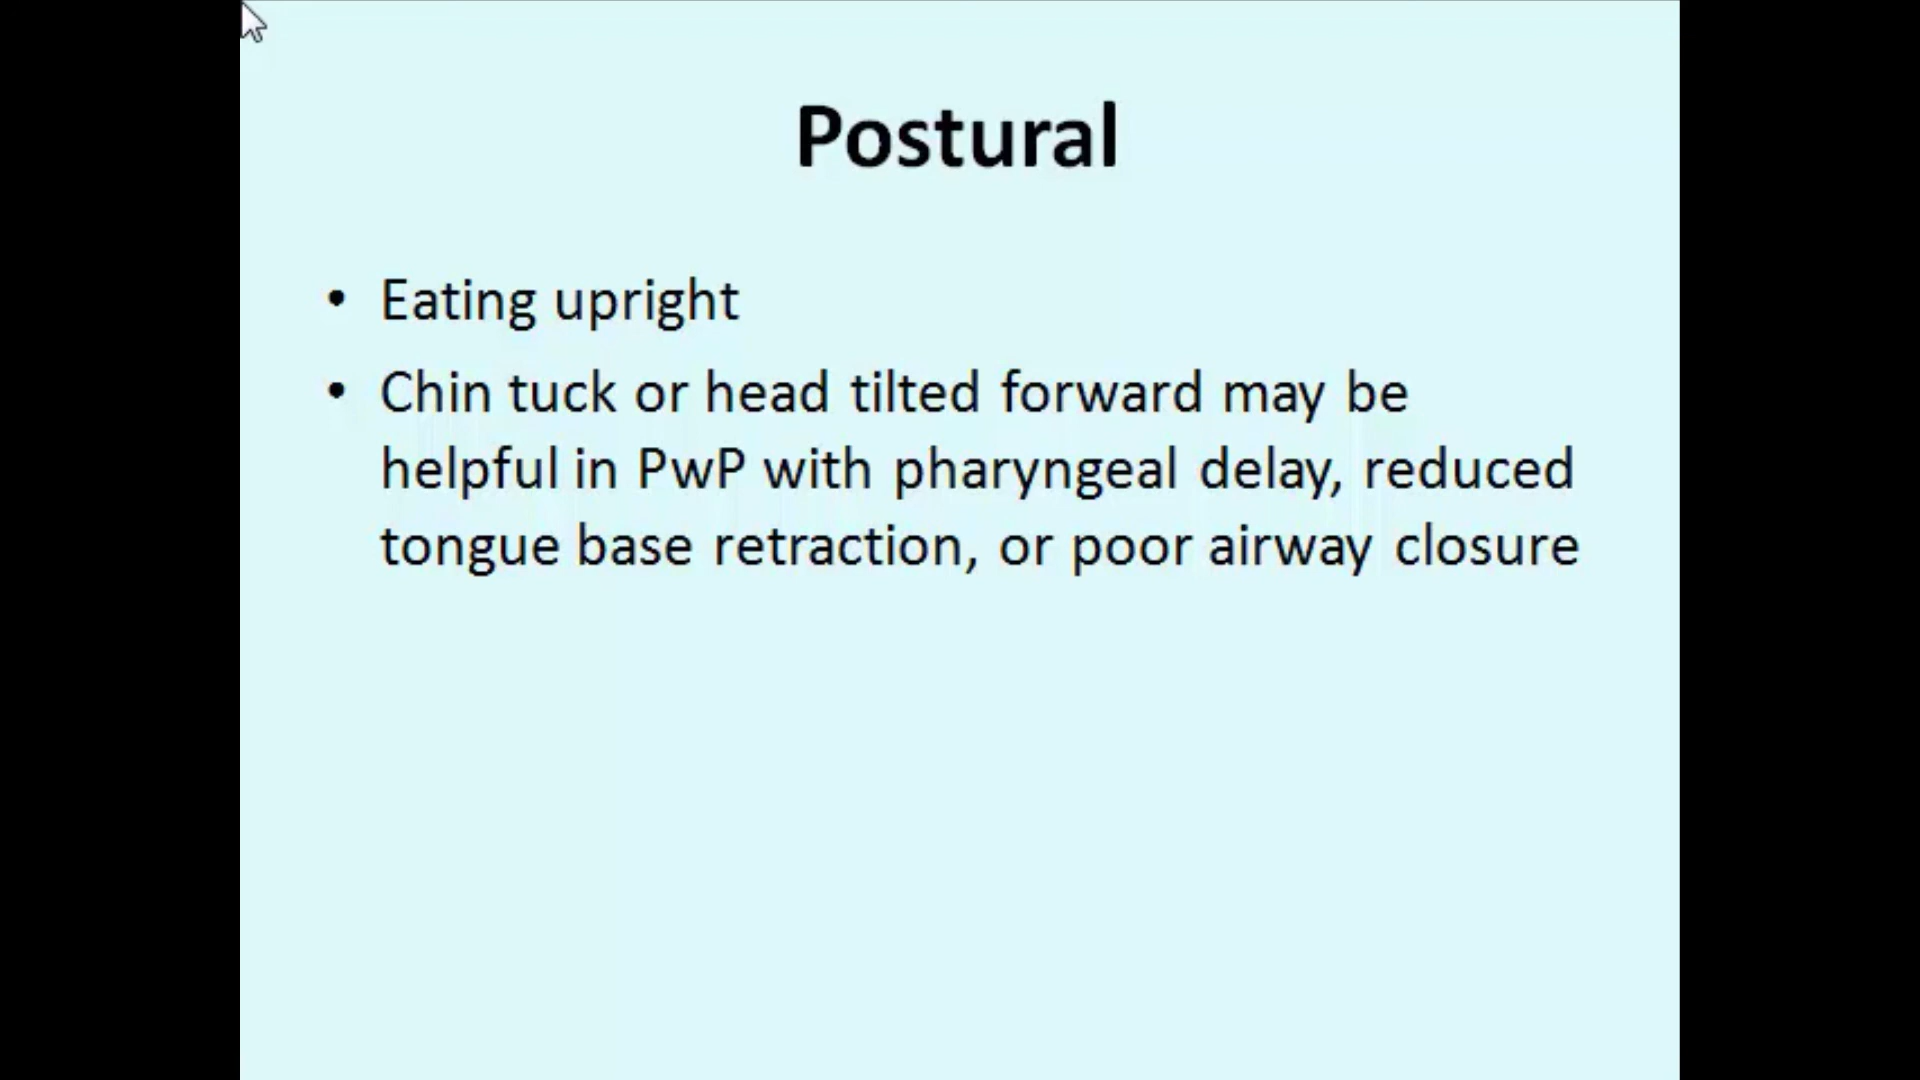 Postural
• Eating upright
• Chin tuck or head tilted forward may be
helpful in PwP with pharyngeal delay, reduced
tongue base retraction, or poor airway closure